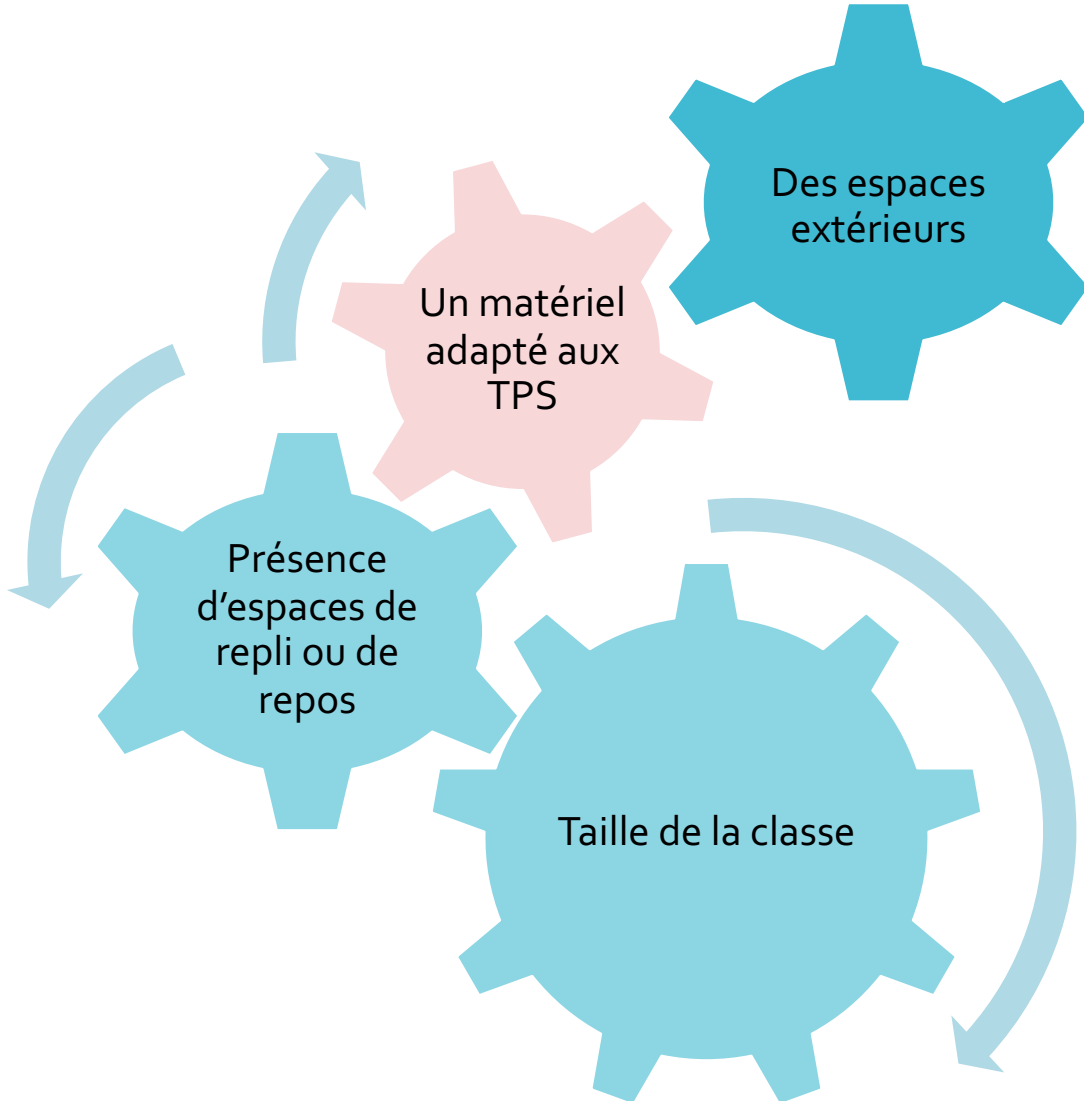 Des espaces
extérieurs
Un matériel
adapté aux
TPS
Présence
d’espaces de
repli ou de
repos
Taille de la classe